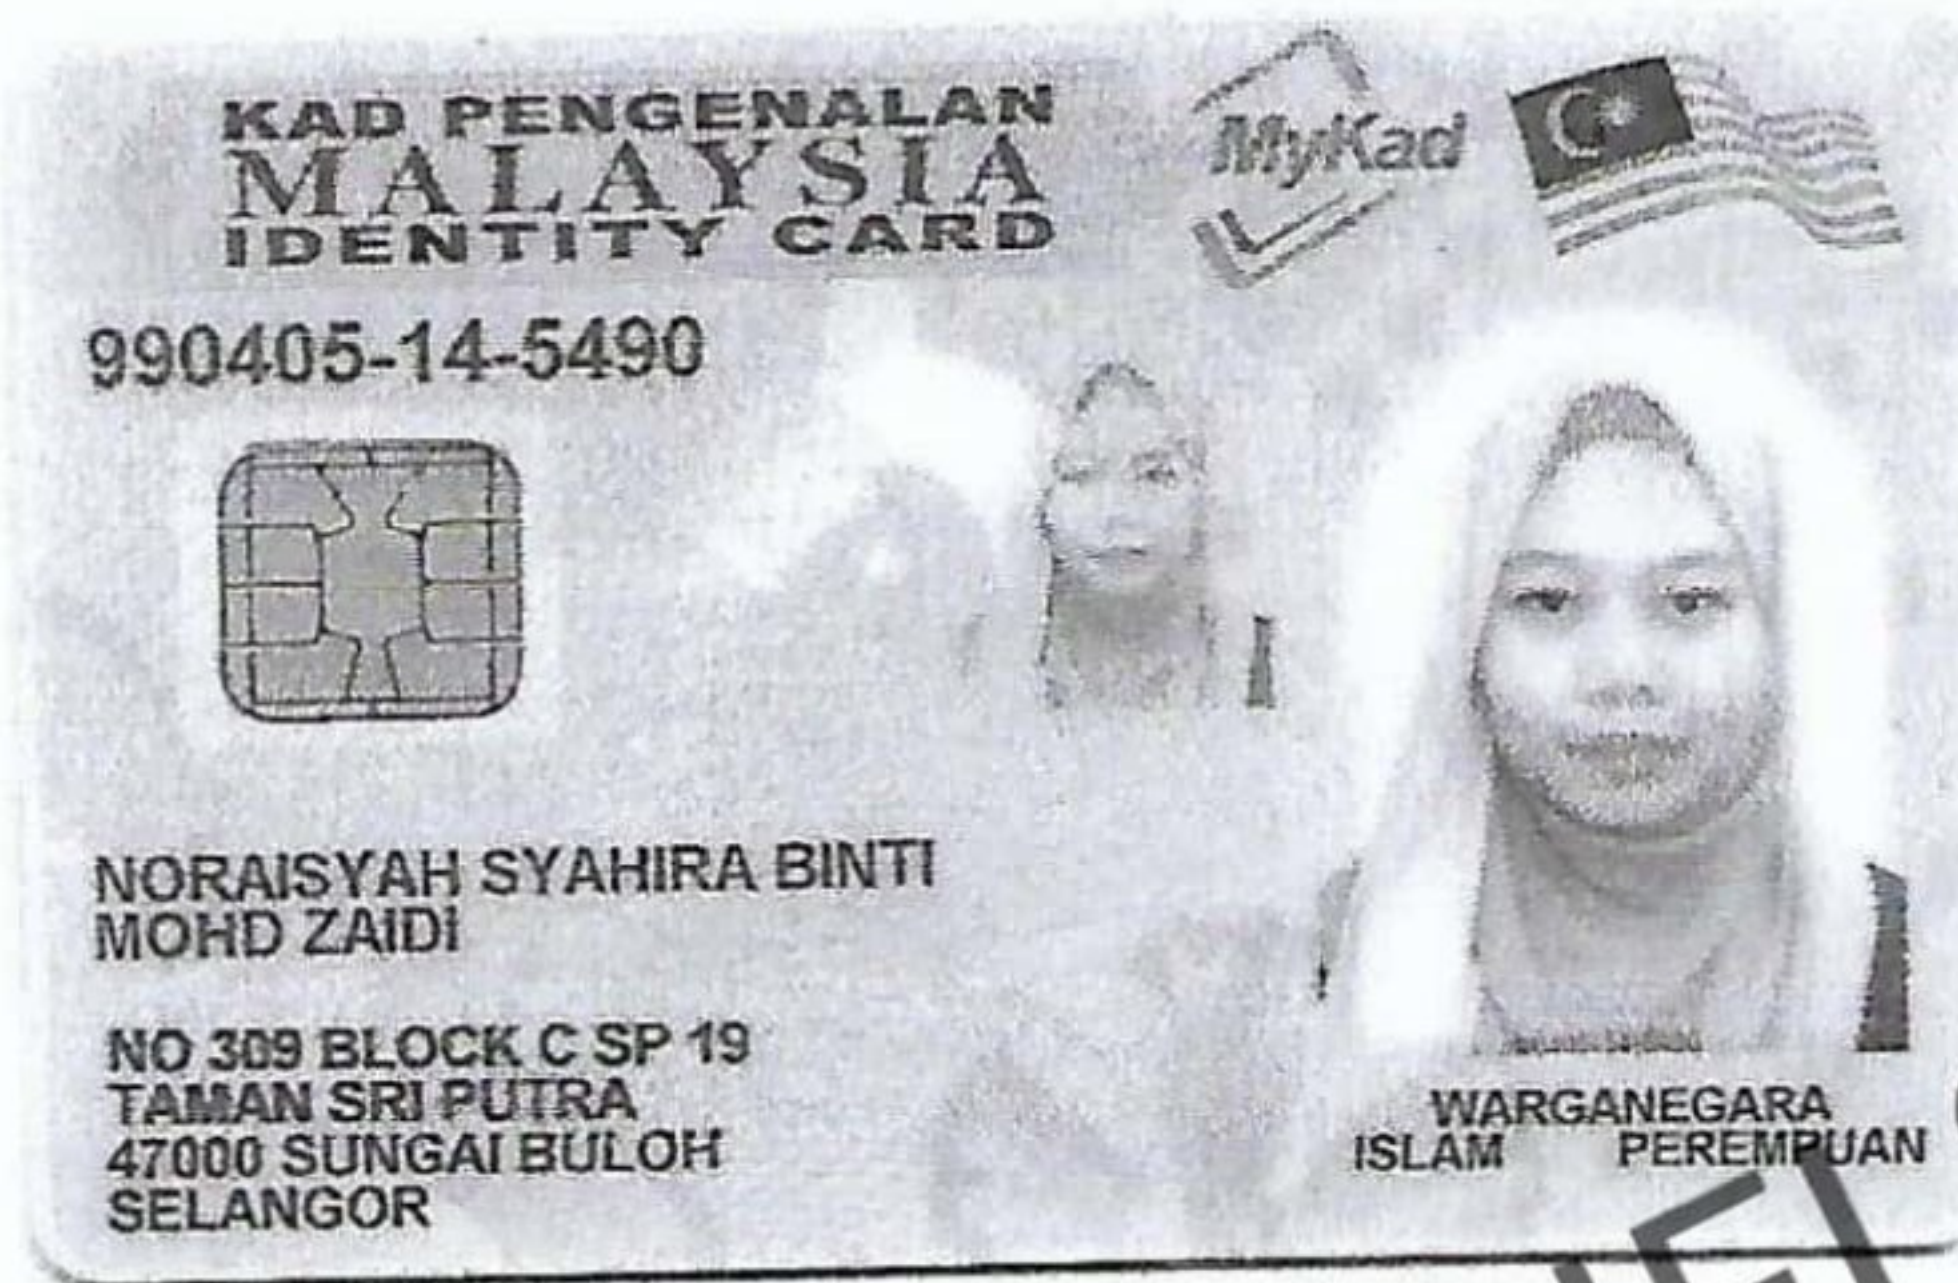 KAD PENGENALAN
MALAYSIA
IDENTITY CARD
MyKad
990405-14-5490
NORAISYAH SYAHIRA BINTI
MOHD ZAIDI
NO 309 BLOCK C SP 19
TAMAN SRI PUTRA
47000 SUNGAI BULOH
SELANGOR
WARGANEGARA
ISLAM PEREMPUAN